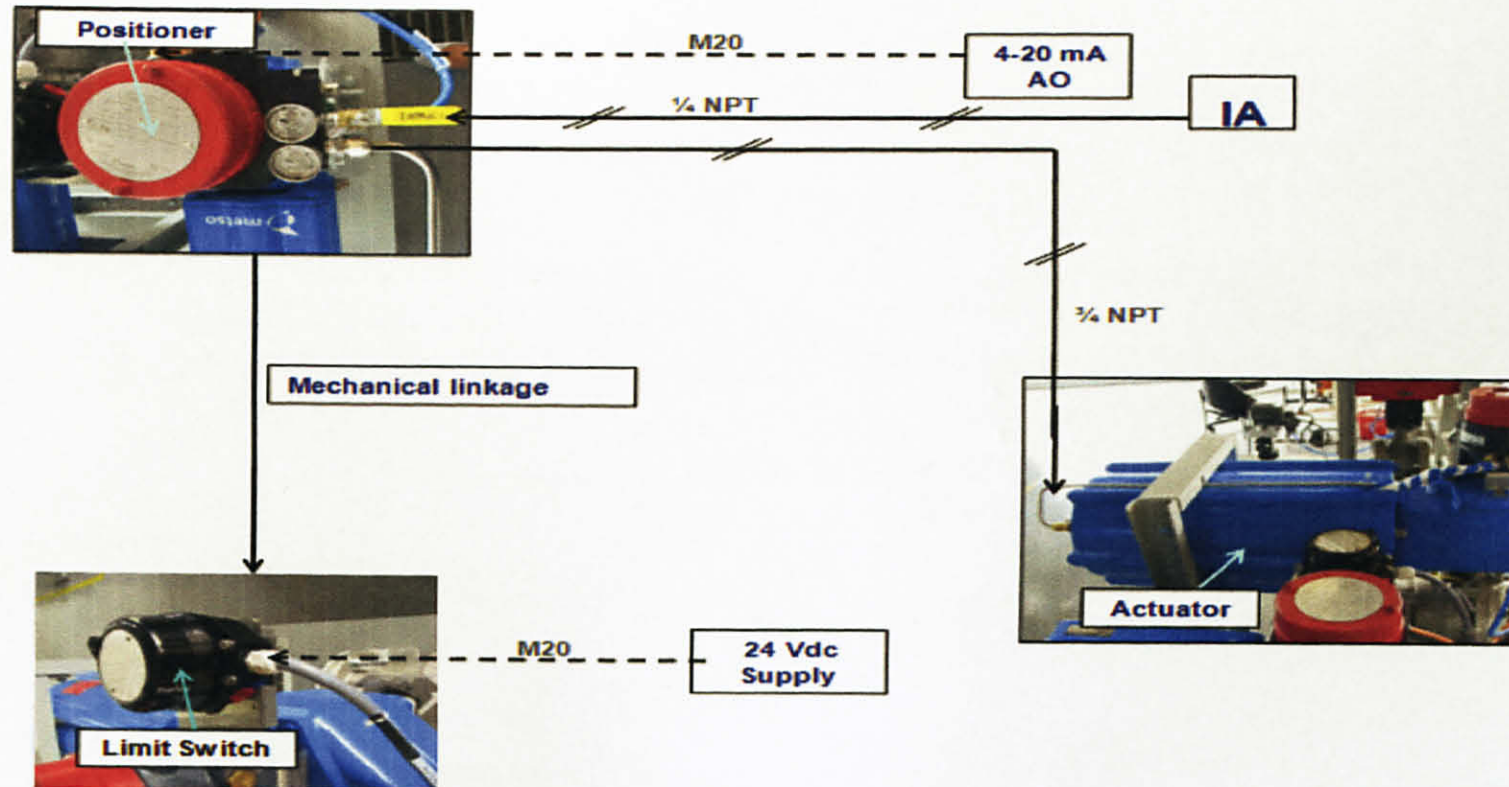 Positioner
M20
4-20 mA
AO
¼ NPT
IA
metso
¾ NPT
Mechanical linkage
Actuator
M20
24 Vdc
Supply
Limit Switch